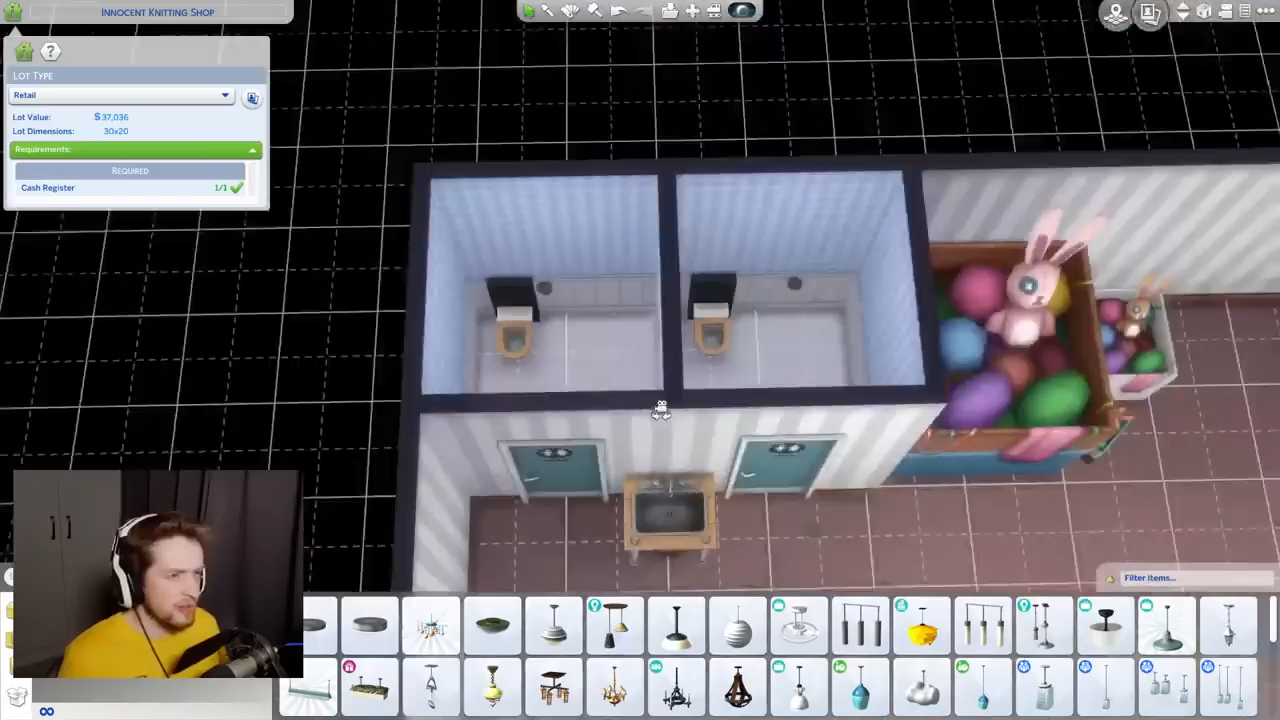 INNOCENT KNITTING SHOP
LOT TYPE
Retail
Lot Value: §37,036
Lot Dimensions: 30x20
Requirements:
REQUIRED
Cash Register 1/1
Filter Items...